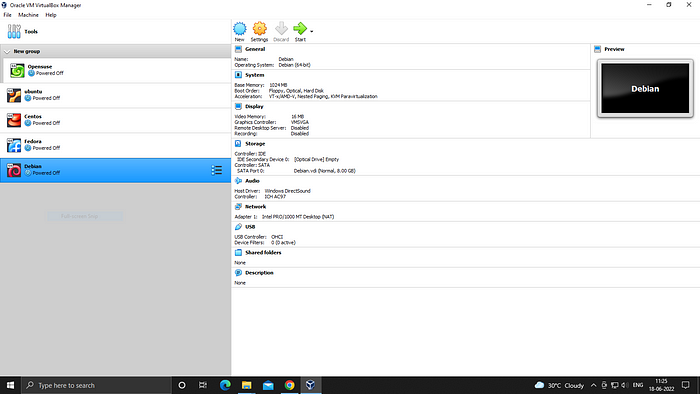 Oracle VM VirtualBox Manager
File Machine Help
Tools
New Settings Discard Start
New group
Opensuse
Powered Off
ubuntu
Powered Off
Centos
Powered Off
Fedora
Powered Off
Debian
Powered Off
Full-screen Snip
General
Name: Debian
Operating System: Debian (64-bit)
System
Base Memory: 1024 MB
Boot Order: Floppy, Optical, Hard Disk
Acceleration: VT-x/AMD-V, Nested Paging, KVM Paravirtualization
Display
Video Memory: 16 MB
Graphics Controller: VMSVGA
Remote Desktop Server: Disabled
Recording: Disabled
Storage
Controller: IDE
IDE Secondary Device 0: [Optical Drive] Empty
Controller: SATA
SATA Port 0: Debian.vdi (Normal, 8.00 GB)
Audio
Host Driver: Windows DirectSound
Controller: ICH AC97
Network
Adapter 1: Intel PRO/1000 MT Desktop (NAT)
USB
USB Controller: OHCI
Device Filters: 0 (0 active)
Shared folders
None
Description
None
Preview
Debian
Type here to search
30°C Cloudy
ENG
11:25
18-06-2022